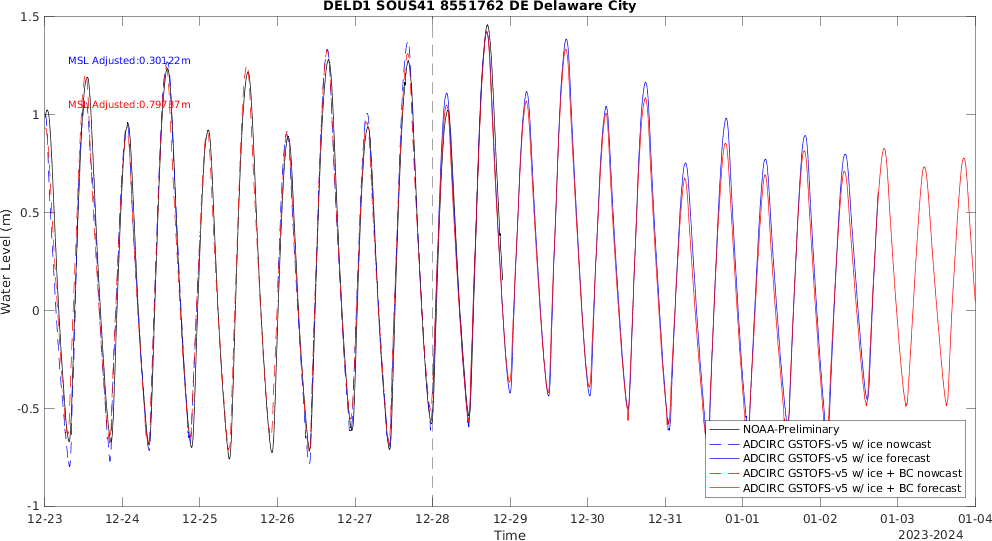 DELD1 SOUS41 8551762 DE Delaware City
1.5
1
0.5
0
-0.5
-1
Water Level (m)
MSL Adjusted:0.30122m
MSL Adjusted:0.79737m
NOAA-Preliminary
ADCIRC GSTOFS-v5 w/ ice nowcast
ADCIRC GSTOFS-v5 w/ ice forecast
ADCIRC GSTOFS-v5 w/ ice + BC nowcast
ADCIRC GSTOFS-v5 w/ ice + BC forecast
12-23 12-24 12-25 12-26 12-27 12-28 12-29 12-30 12-31 01-01 01-02 01-03 01-04
Time
2023-2024